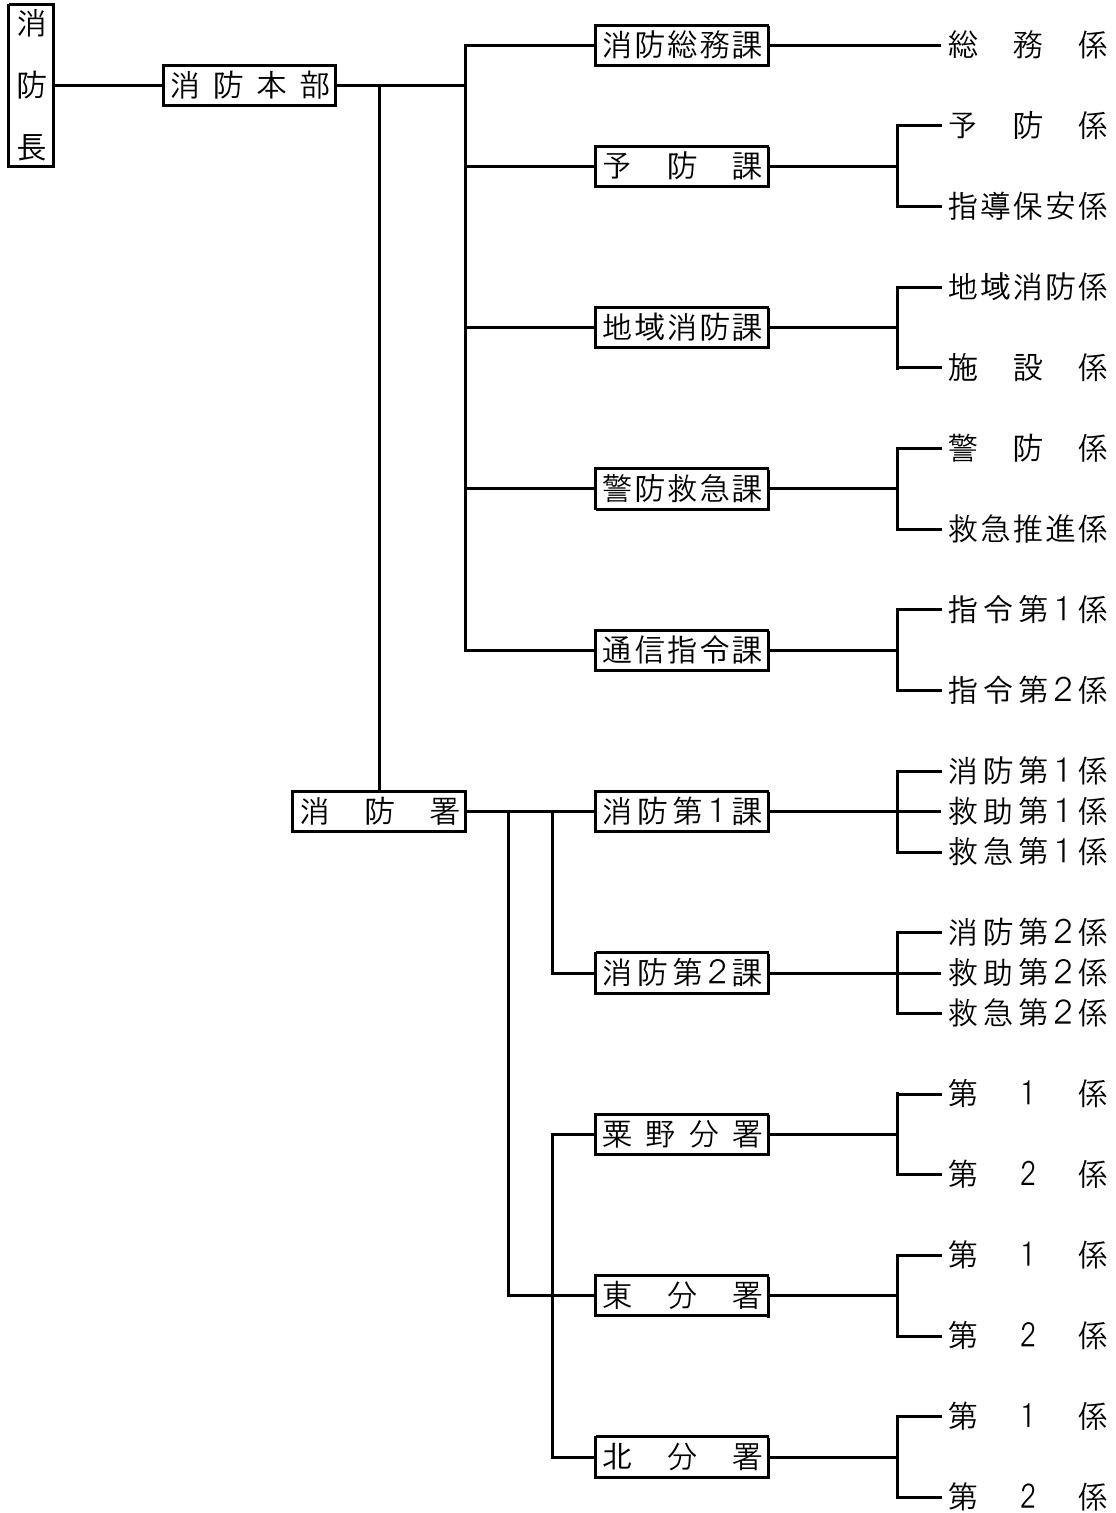 消防長
消防本部
消防総務課
総務係
予防課
予防係
指導保安係
地域消防課
地域消防係
施設係
警防救急課
警防係
救急推進係
通信指令課
指令第1係
指令第2係
消防署
消防第1課
消防第1係
救助第1係
救急第1係
消防第2課
消防第2係
救助第2係
救急第2係
粟野分署
第1係
第2係
東分署
第1係
第2係
北分署
第1係
第2係